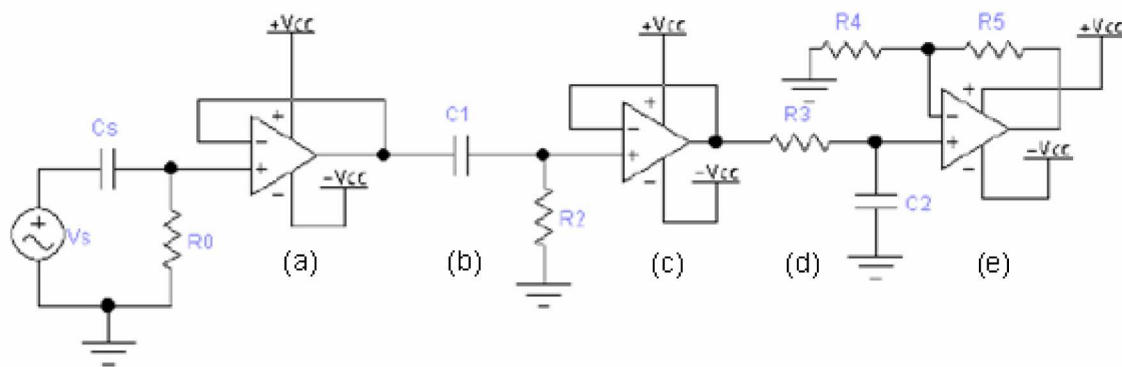 +Vcc
+Vcc
R4
R5
+Vcc
Cs
+
−
+
−
−Vcc
C1
+
−
+
−
−Vcc
R3
+
−
+
−
−Vcc
+
Vs
R0
R2
C2
(a)
(b)
(c)
(d)
(e)